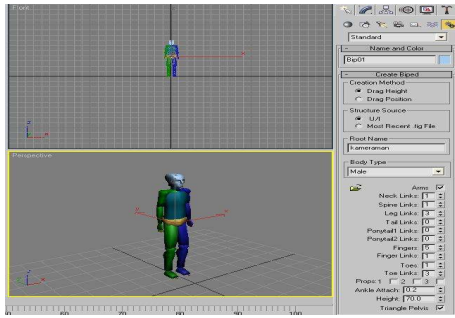 Front
Perspective
60
70
80
90
100
Standard
- Name and Color
Bip01
- Create Biped
Creation Method
Drag Height
Drag Position
Structure Source
U/I
Most Recent .fig File
Root Name
kameraman
Body Type
Male
Arms
Neck Links: 1
Spine Links: 1
Leg Links: 3
Tail Links: 0
Ponytail1 Links: 0
Ponytail2 Links: 0
Fingers: 5
Finger Links: 1
Toes: 1
Toe Links: 3
Props: 1 2 3
Ankle Attach: 0.2
Height: 70.0
Triangle Pelvis